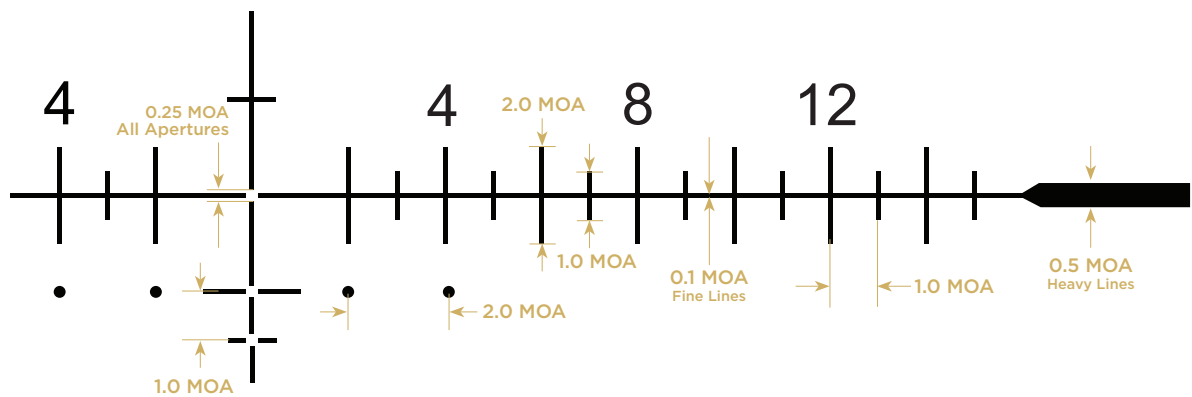 4
4
8
12
0.25 MOA
All Apertures
2.0 MOA
1.0 MOA
0.1 MOA
Fine Lines
0.5 MOA
Heavy Lines
1.0 MOA
2.0 MOA
1.0 MOA